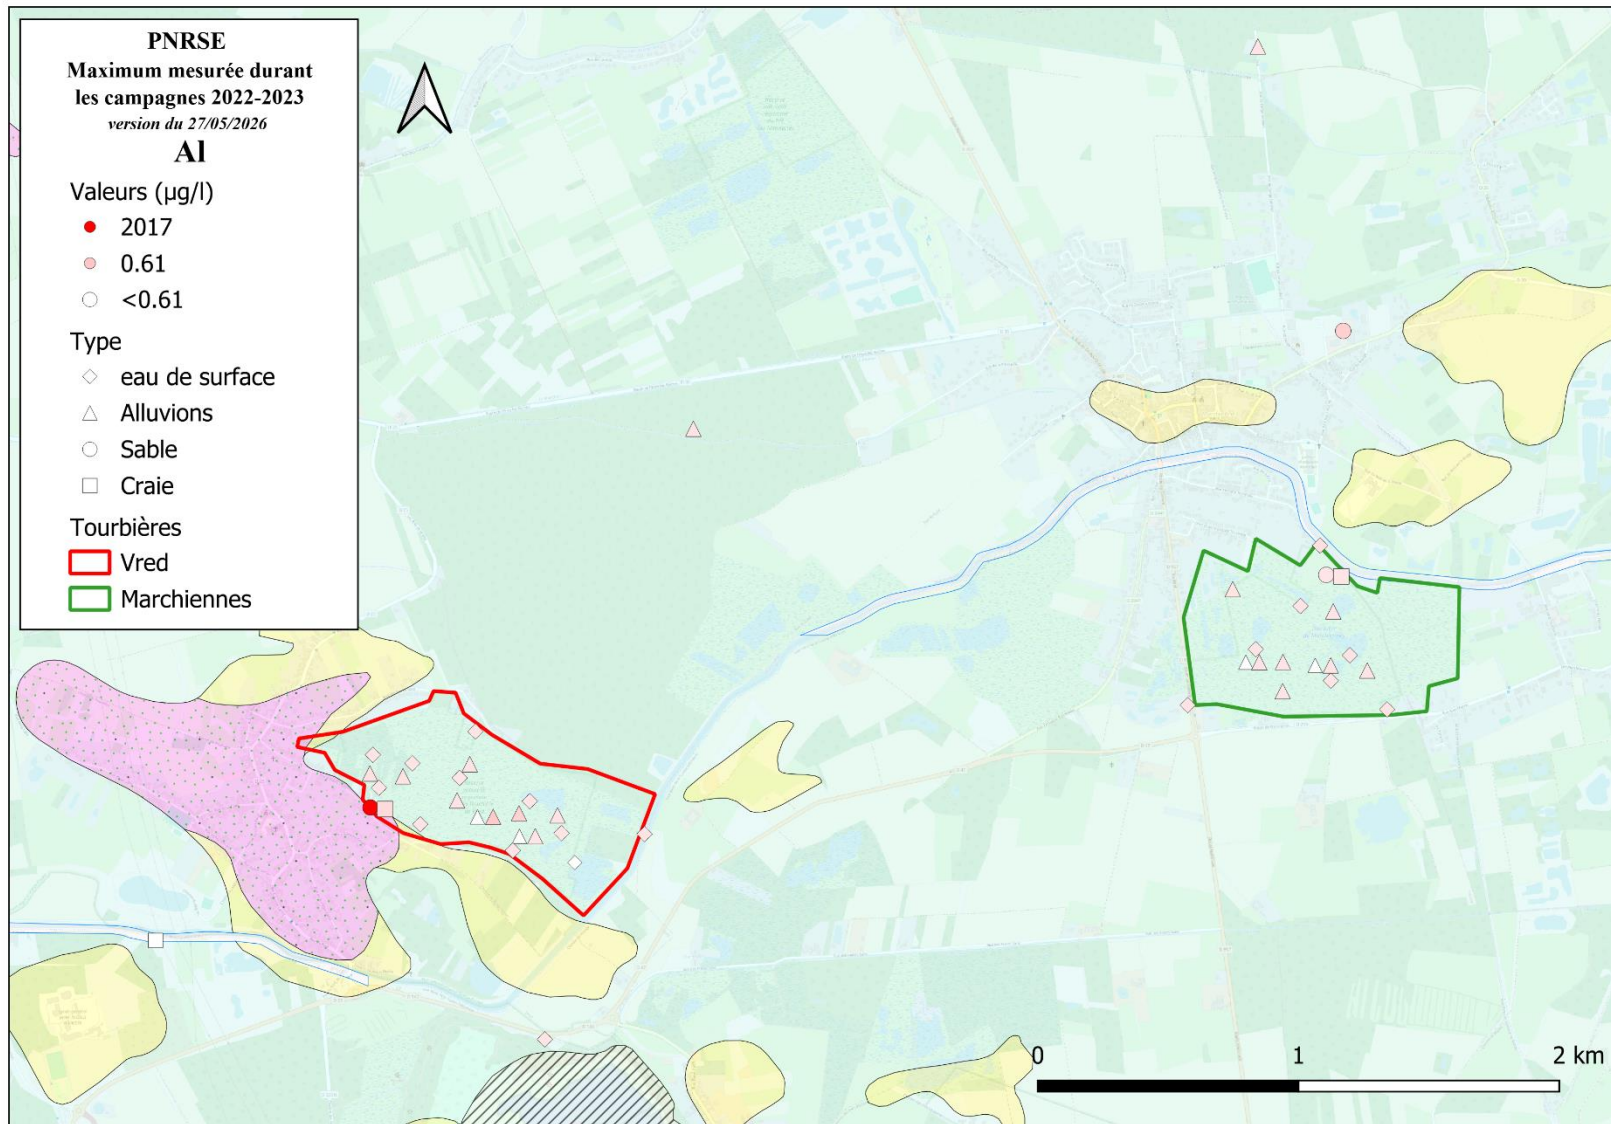 PNRSE
Maximum mesurée durant
les campagnes 2022-2023
version du 27/05/2026
Al
Valeurs (µg/l)
2017
0.61
<0.61
Type
eau de surface
Alluvions
Sable
Craie
Tourbières
Vred
Marchiennes
0 1 2 km